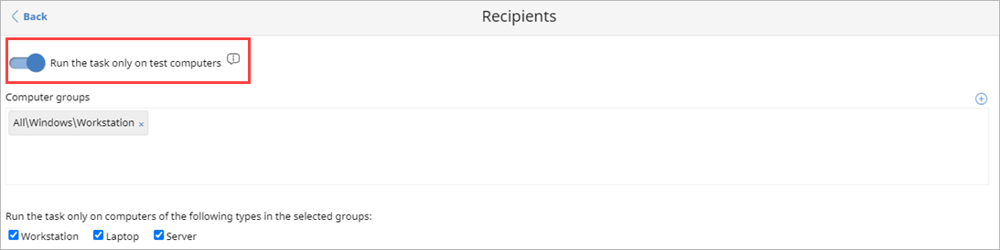 Back
Recipients
Run the task only on test computers
Computer groups
All\Windows\Workstation ×
Run the task only on computers of the following types in the selected groups:
Workstation Laptop Server